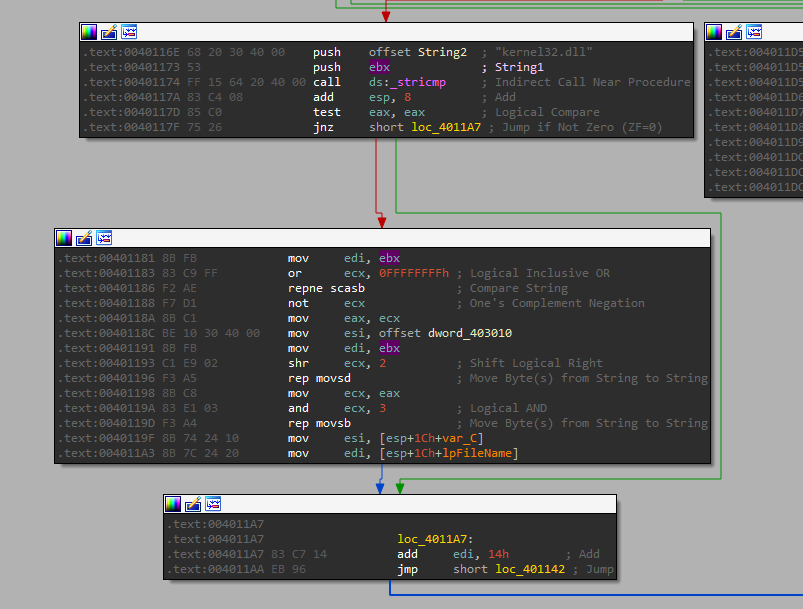 .text:0040116E 68 20 30 40 00 push offset String2 ; "kernel32.dll"
.text:00401173 53 push ebx ; String1
.text:00401174 FF 15 64 20 40 00 call ds:_stricmp ; Indirect Call Near Procedure
.text:0040117A 83 C4 08 add esp, 8 ; Add
.text:0040117D 85 C0 test eax, eax ; Logical Compare
.text:0040117F 75 26 jnz short loc_4011A7 ; Jump if Not Zero (ZF=0)
.text:004011D5
.text:004011D5
.text:004011D5
.text:004011D6
.text:004011D7
.text:004011D8
.text:004011D9
.text:004011DC
.text:004011DC
.text:004011DC
.text:00401181 8B FB mov edi, ebx
.text:00401183 83 C9 FF or ecx, 0FFFFFFFFh ; Logical Inclusive OR
.text:00401186 F2 AE repne scasb ; Compare String
.text:00401188 F7 D1 not ecx ; One's Complement Negation
.text:0040118A 8B C1 mov eax, ecx
.text:0040118C BE 10 30 40 00 mov esi, offset dword_403010
.text:00401191 8B FB mov edi, ebx
.text:00401193 C1 E9 02 shr ecx, 2 ; Shift Logical Right
.text:00401196 F3 A5 rep movsd ; Move Byte(s) from String to String
.text:00401198 8B C8 mov ecx, eax
.text:0040119A 83 E1 03 and ecx, 3 ; Logical AND
.text:0040119D F3 A4 rep movsb ; Move Byte(s) from String to String
.text:0040119F 8B 74 24 10 mov esi, [esp+1Ch+var_C]
.text:004011A3 8B 7C 24 20 mov edi, [esp+1Ch+lpFileName]
.text:004011A7
.text:004011A7 loc_4011A7:
.text:004011A7 83 C7 14 add edi, 14h ; Add
.text:004011AA EB 96 jmp short loc_401142 ; Jump